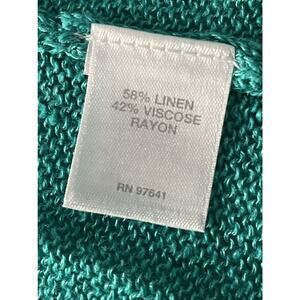 58% LINEN
42% VISCOSE
RAYON
RN 97641